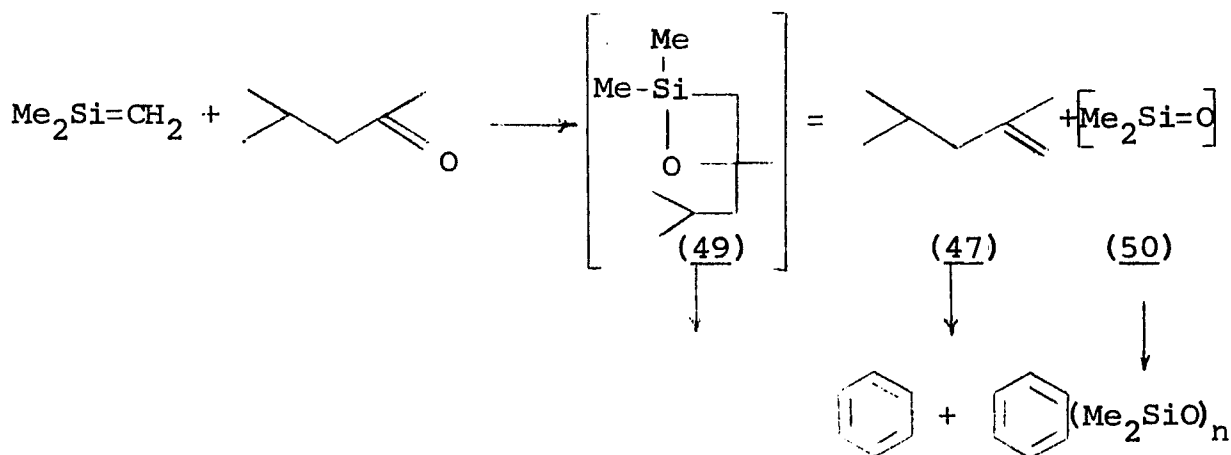 Me
Me2Si=CH2 + Me-Si = +[Me2Si=O]
O O
(49) (47) (50)
+ (Me2SiO)n